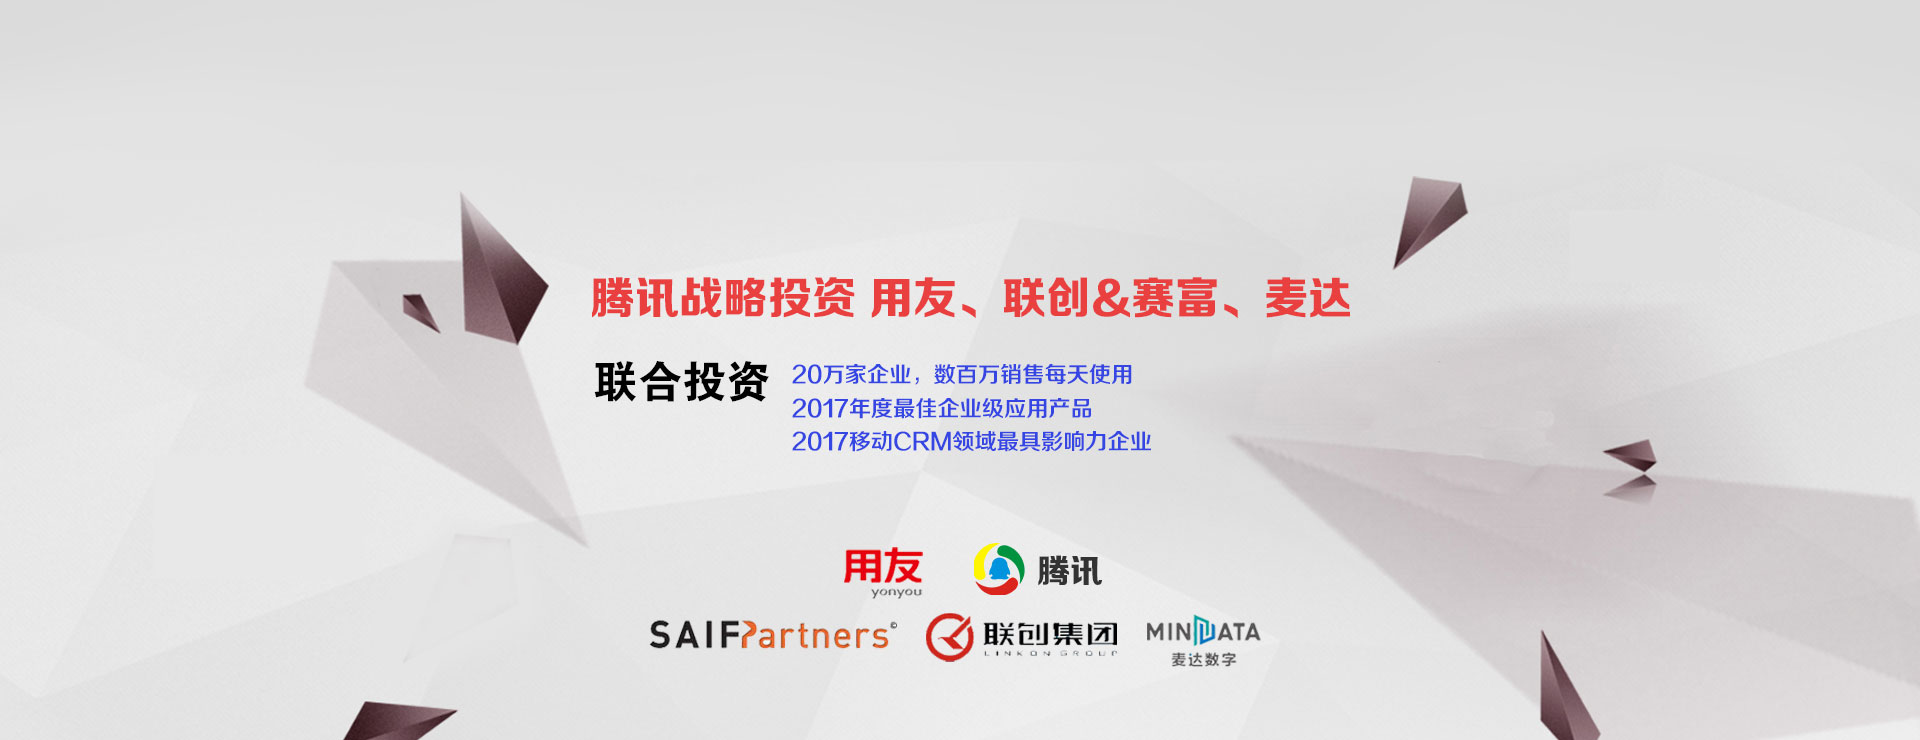 腾讯战略投资 用友、联创&赛富、麦达
联合投资
20万家企业，数百万销售每天使用
2017年度最佳企业级应用产品
2017移动CRM领域最具影响力企业
用友
yonyou
腾讯
SAIFPartners©
联创集团
LINKON GROUP
MINDATA
麦达数字